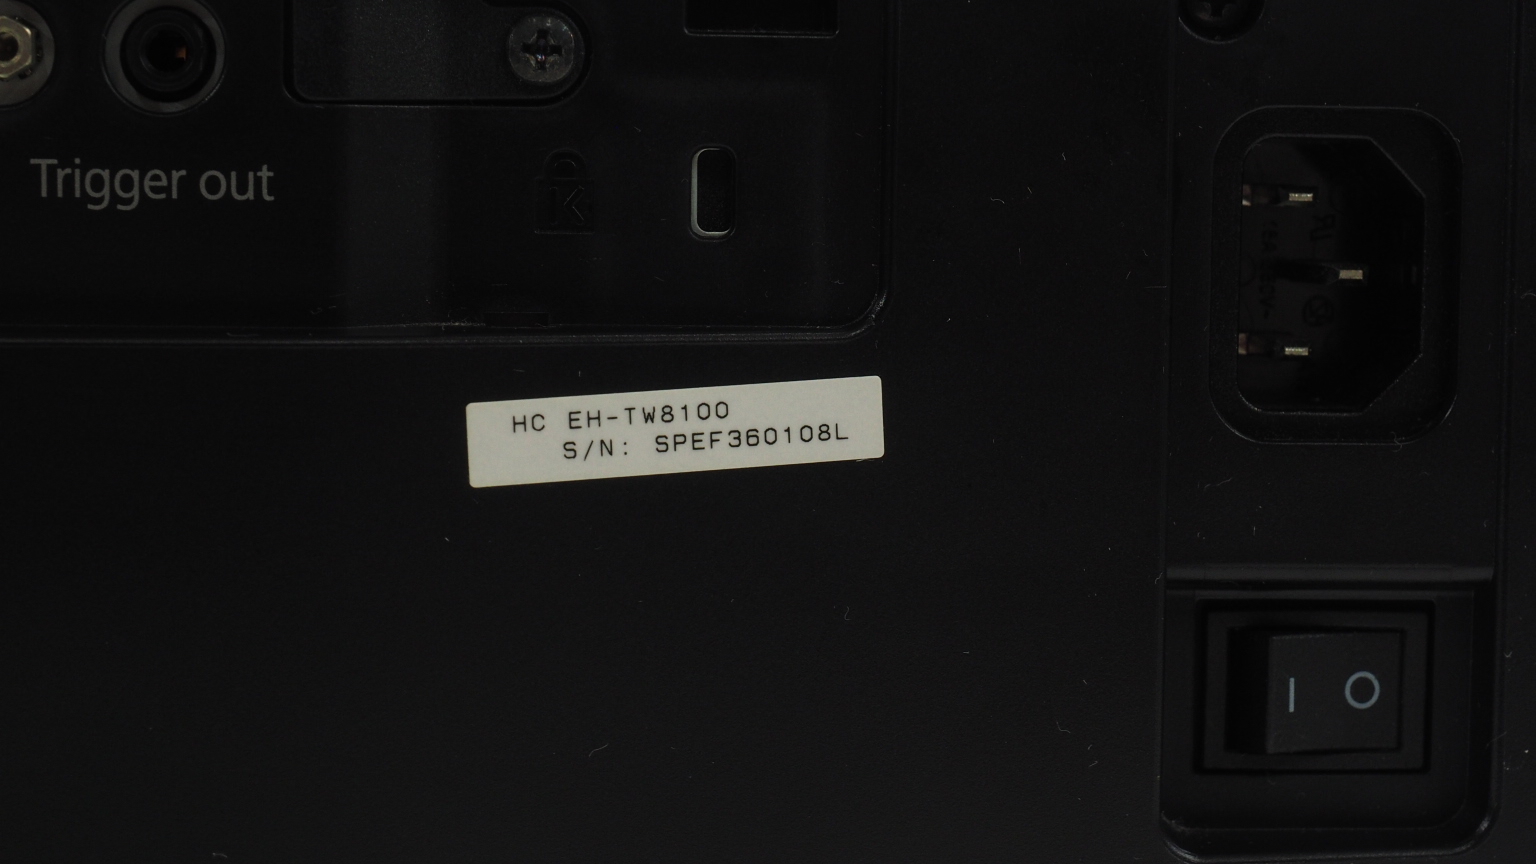 Trigger out
K
HC EH-TW8100
S/N: SPEF360108L
I O